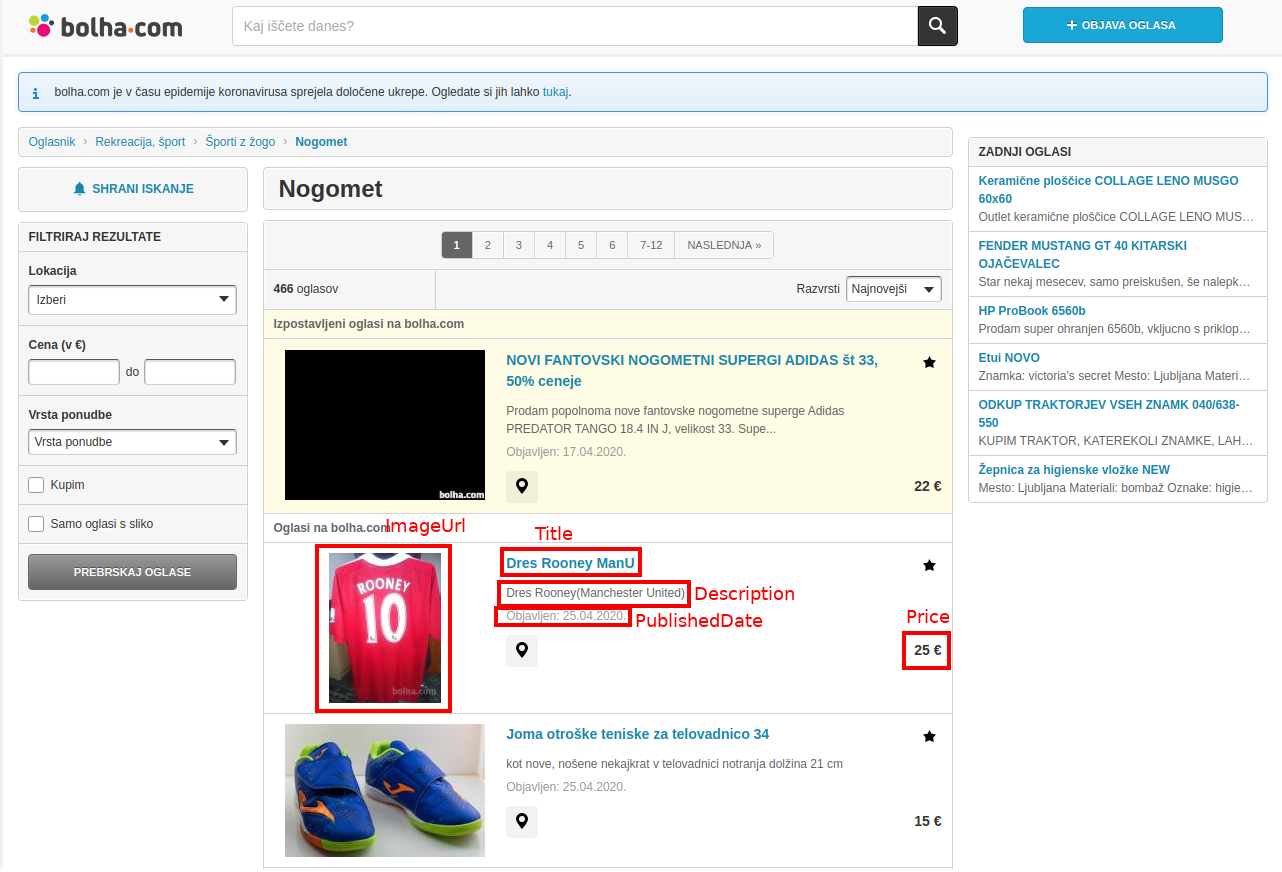 bolha.com
Kaj iščete danes?
+ OBJAVA OGLASA
bolha.com je v času epidemije koronavirusa sprejela določene ukrepe. Ogledate si jih lahko tukaj.
Oglasnik › Rekreacija, šport › Športi z žogo › Nogomet
SHRANI ISKANJE
FILTRIRAJ REZULTATE
Lokacija
Izberi
Cena (v €)
do
Vrsta ponudbe
Vrsta ponudbe
Kupim
Samo oglasi s sliko
PREBRSKAJ OGLASE
Nogomet
1 2 3 4 5 6 7-12 NASLEDNJA »
466 oglasov
Razvrsti Najnovejši
Izpostavljeni oglasi na bolha.com
bolha.com
NOVI FANTOVSKI NOGOMETNI SUPERGI ADIDAS št 33,
50% ceneje
Prodam popolnoma nove fantovske nogometne superge Adidas
PREDATOR TANGO 18.4 IN J, velikost 33. Supe...
Objavljen: 17.04.2020.
22 €
Oglasi na bolha.com
ImageUrl
ROONEY
10
bolha.com
Title
Dres Rooney ManU
Dres Rooney(Manchester United)
Description
Objavljen: 25.04.2020.
PublishedDate
Price
25 €
Joma otroške teniske za telovadnico 34
kot nove, nošene nekajkrat v telovadnici notranja dolžina 21 cm
Objavljen: 25.04.2020.
15 €
ZADNJI OGLASI
Keramične ploščice COLLAGE LENO MUSGO
60x60
Outlet keramične ploščice COLLAGE LENO MUS...
FENDER MUSTANG GT 40 KITARSKI
OJAČEVALEC
Star nekaj mesecev, samo preiskušen, še nalepk...
HP ProBook 6560b
Prodam super ohranjen 6560b, vkljucno s priklop...
Etui NOVO
Znamka: victoria's secret Mesto: Ljubljana Materi...
ODKUP TRAKTORJEV VSEH ZNAMK 040/638-
550
KUPIM TRAKTOR, KATEREKOLI ZNAMKE, LAH...
Žepnica za higienske vložke NEW
Mesto: Ljubljana Materiali: bombaž Oznake: higie...